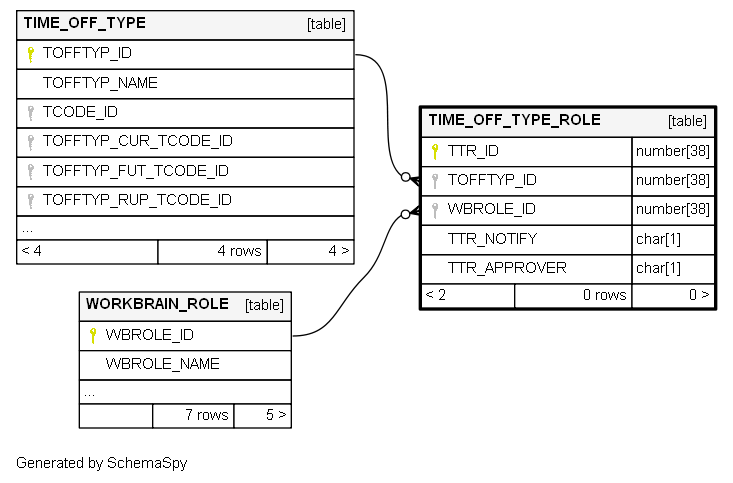 TIME_OFF_TYPE [table]
TOFFTYP_ID
TOFFTYP_NAME
TCODE_ID
TOFFTYP_CUR_TCODE_ID
TOFFTYP_FUT_TCODE_ID
TOFFTYP_RUP_TCODE_ID
...
< 4 4 rows 4 >
TIME_OFF_TYPE_ROLE [table]
TTR_ID number[38]
TOFFTYP_ID number[38]
WBROLE_ID number[38]
TTR_NOTIFY char[1]
TTR_APPROVER char[1]
< 2 0 rows 0 >
WORKBRAIN_ROLE [table]
WBROLE_ID
WBROLE_NAME
...
7 rows 5 >
Generated by SchemaSpy